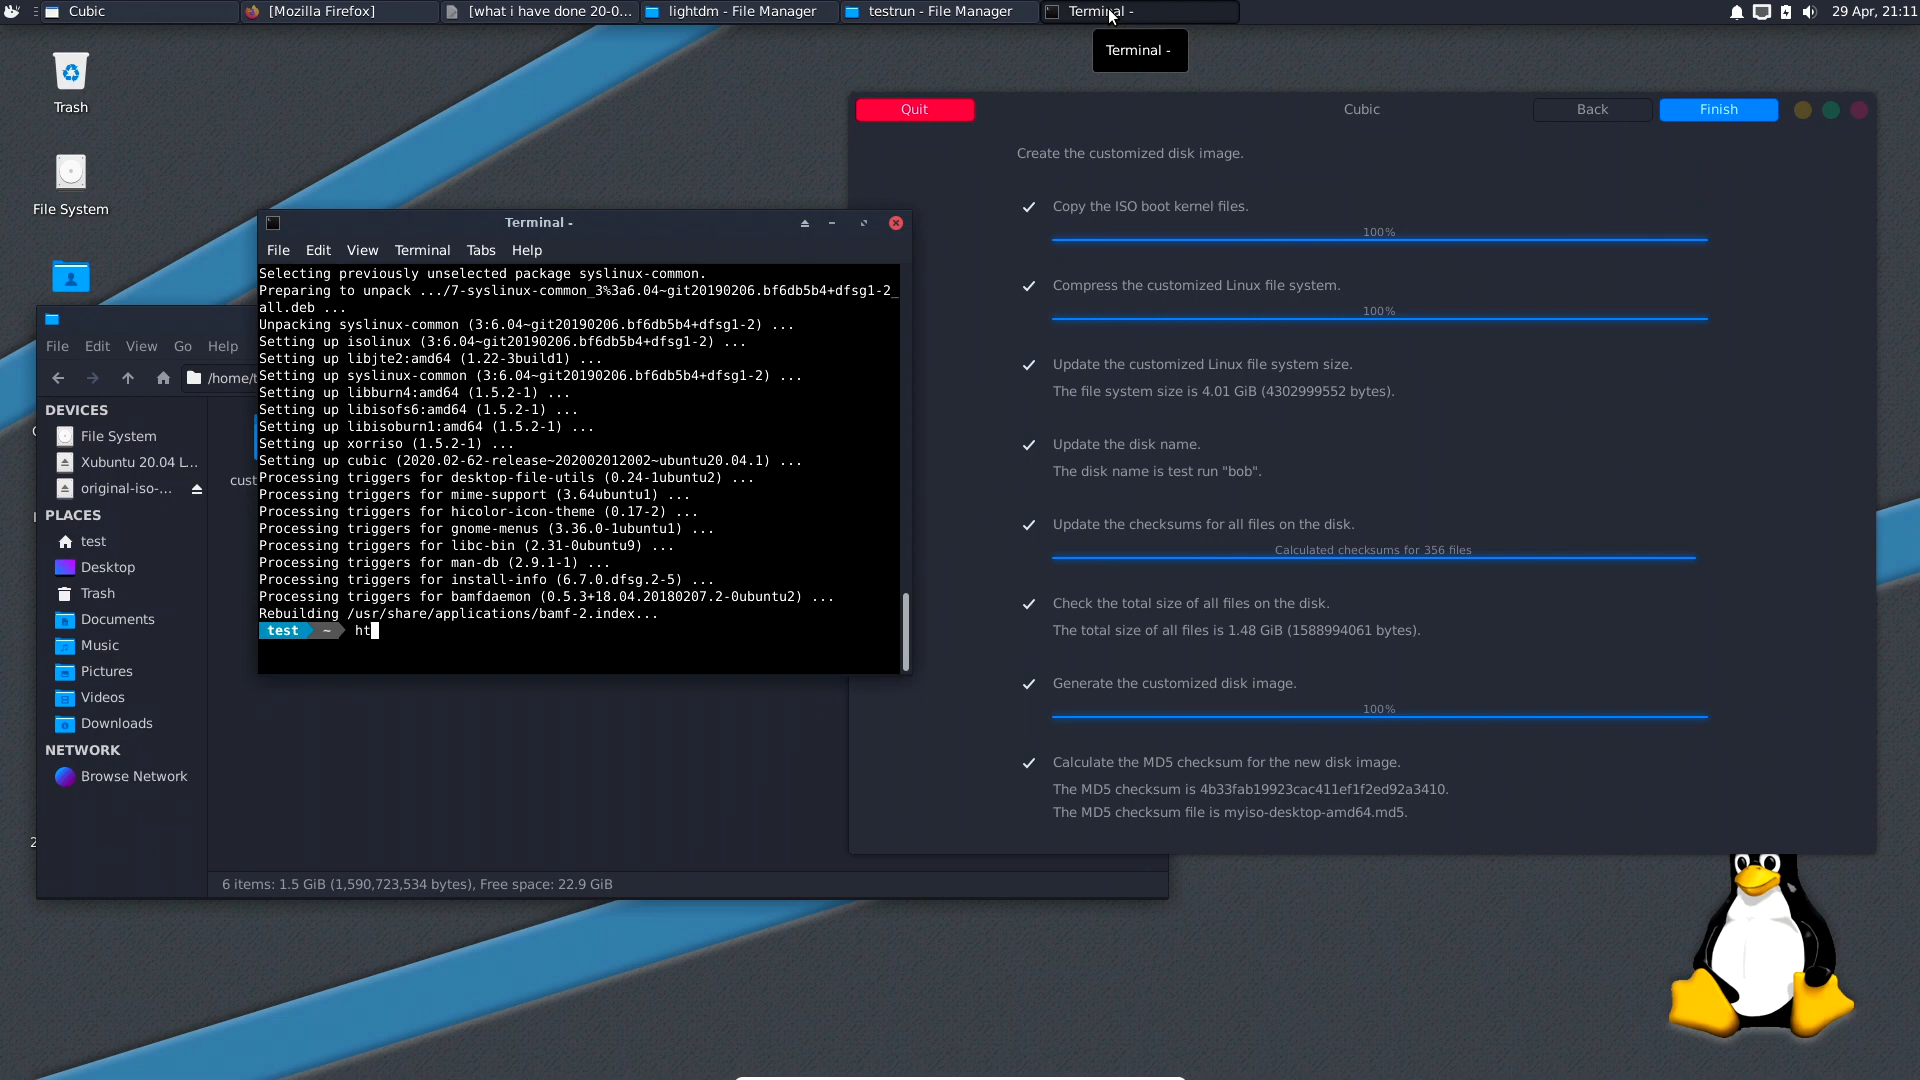 Cubic
[Mozilla Firefox]
[what i have done 20-0...
lightdm - File Manager
testrun - File Manager
Terminal -
29 Apr, 21:11
Terminal -
Trash
File System
Quit
Cubic
Back
Finish
Create the customized disk image.
Copy the ISO boot kernel files.
100%
Compress the customized Linux file system.
100%
Update the customized Linux file system size.
The file system size is 4.01 GiB (4302999552 bytes).
Update the disk name.
The disk name is test run "bob".
Update the checksums for all files on the disk.
Calculated checksums for 356 files
Check the total size of all files on the disk.
The total size of all files is 1.48 GiB (1588994061 bytes).
Generate the customized disk image.
100%
Calculate the MD5 checksum for the new disk image.
The MD5 checksum is 4b33fab19923cac411ef1f2ed92a3410.
The MD5 checksum file is myiso-desktop-amd64.md5.
Terminal -
File Edit View Terminal Tabs Help
Selecting previously unselected package syslinux-common.
Preparing to unpack .../7-syslinux-common_3%3a6.04~git20190206.bf6db5b4+dfsg1-2_
all.deb ...
Unpacking syslinux-common (3:6.04~git20190206.bf6db5b4+dfsg1-2) ...
Setting up isolinux (3:6.04~git20190206.bf6db5b4+dfsg1-2) ...
Setting up libjte2:amd64 (1.22-3build1) ...
Setting up syslinux-common (3:6.04~git20190206.bf6db5b4+dfsg1-2) ...
Setting up libburn4:amd64 (1.5.2-1) ...
Setting up libisofs6:amd64 (1.5.2-1) ...
Setting up libisoburn1:amd64 (1.5.2-1) ...
Setting up xorriso (1.5.2-1) ...
Setting up cubic (2020.02-62-release~202002012002~ubuntu20.04.1) ...
Processing triggers for desktop-file-utils (0.24-1ubuntu2) ...
Processing triggers for mime-support (3.64ubuntu1) ...
Processing triggers for hicolor-icon-theme (0.17-2) ...
Processing triggers for gnome-menus (3.36.0-1ubuntu1) ...
Processing triggers for libc-bin (2.31-0ubuntu9) ...
Processing triggers for man-db (2.9.1-1) ...
Processing triggers for install-info (6.7.0.dfsg.2-5) ...
Processing triggers for bamfdaemon (0.5.3+18.04.20180207.2-0ubuntu2) ...
Rebuilding /usr/share/applications/bamf-2.index...
test ~ ht
File Edit View Go Help
/home/t
DEVICES
File System
Xubuntu 20.04 L...
original-iso-...
PLACES
test
Desktop
Trash
Documents
Music
Pictures
Videos
Downloads
NETWORK
Browse Network
cust
6 items: 1.5 GiB (1,590,723,534 bytes), Free space: 22.9 GiB